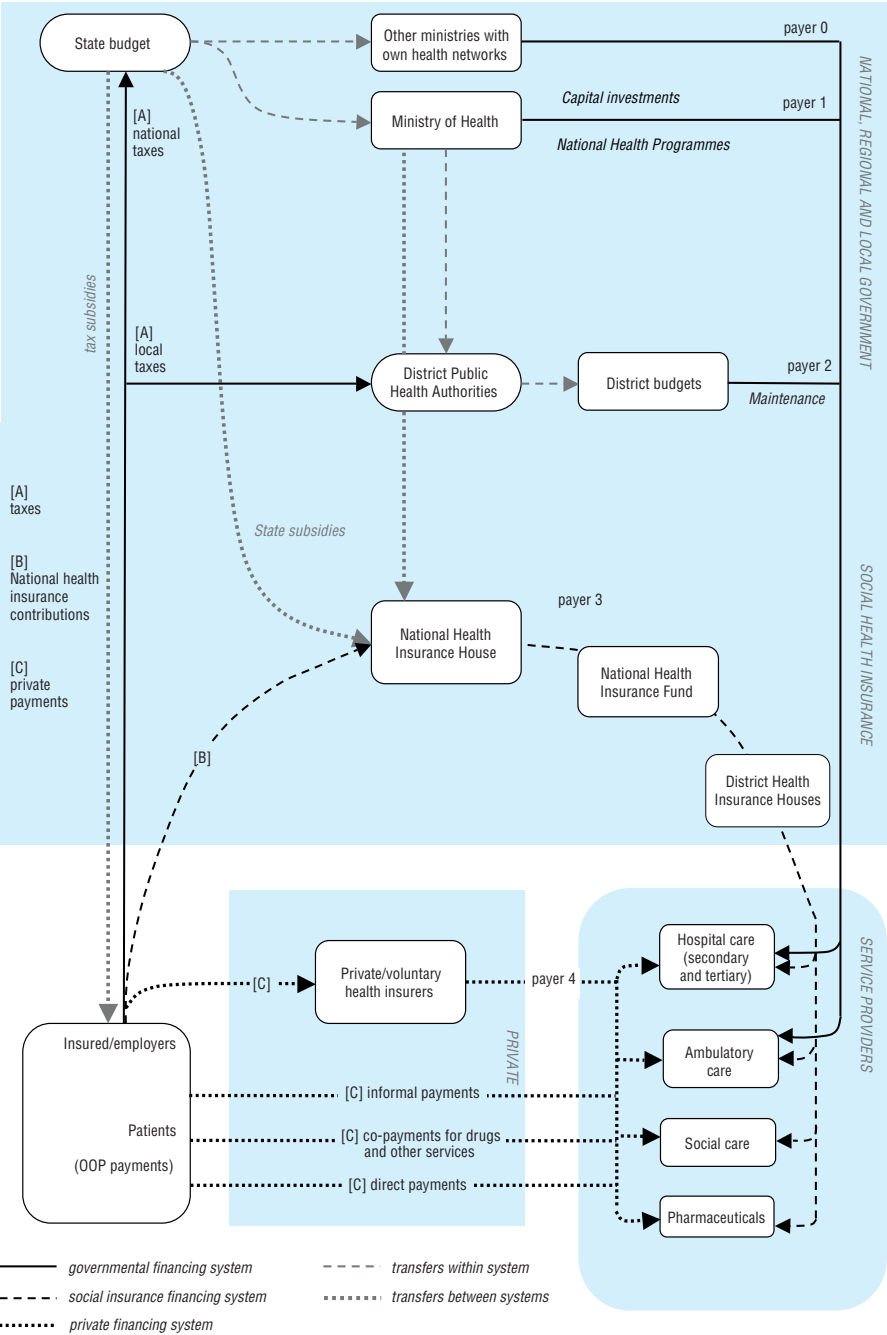 State budget
Other ministries with
own health networks
payer 0
[A]
national
taxes
Ministry of Health
Capital investments
payer 1
National Health Programmes
NATIONAL, REGIONAL AND LOCAL GOVERNMENT
tax subsidies
[A]
local
taxes
District Public
Health Authorities
District budgets
payer 2
Maintenance
[A]
taxes
[B]
National health
insurance
contributions
[C]
private
payments
State subsidies
National Health
Insurance House
payer 3
National Health
Insurance Fund
District Health
Insurance Houses
SOCIAL HEALTH INSURANCE
[B]
[C]
Private/voluntary
health insurers
payer 4
PRIVATE
Hospital care
(secondary
and tertiary)
Ambulatory
care
Social care
Pharmaceuticals
SERVICE PROVIDERS
Insured/employers
Patients
(OOP payments)
[C] informal payments
[C] co-payments for drugs
and other services
[C] direct payments
governmental financing system
transfers within system
social insurance financing system
transfers between systems
private financing system